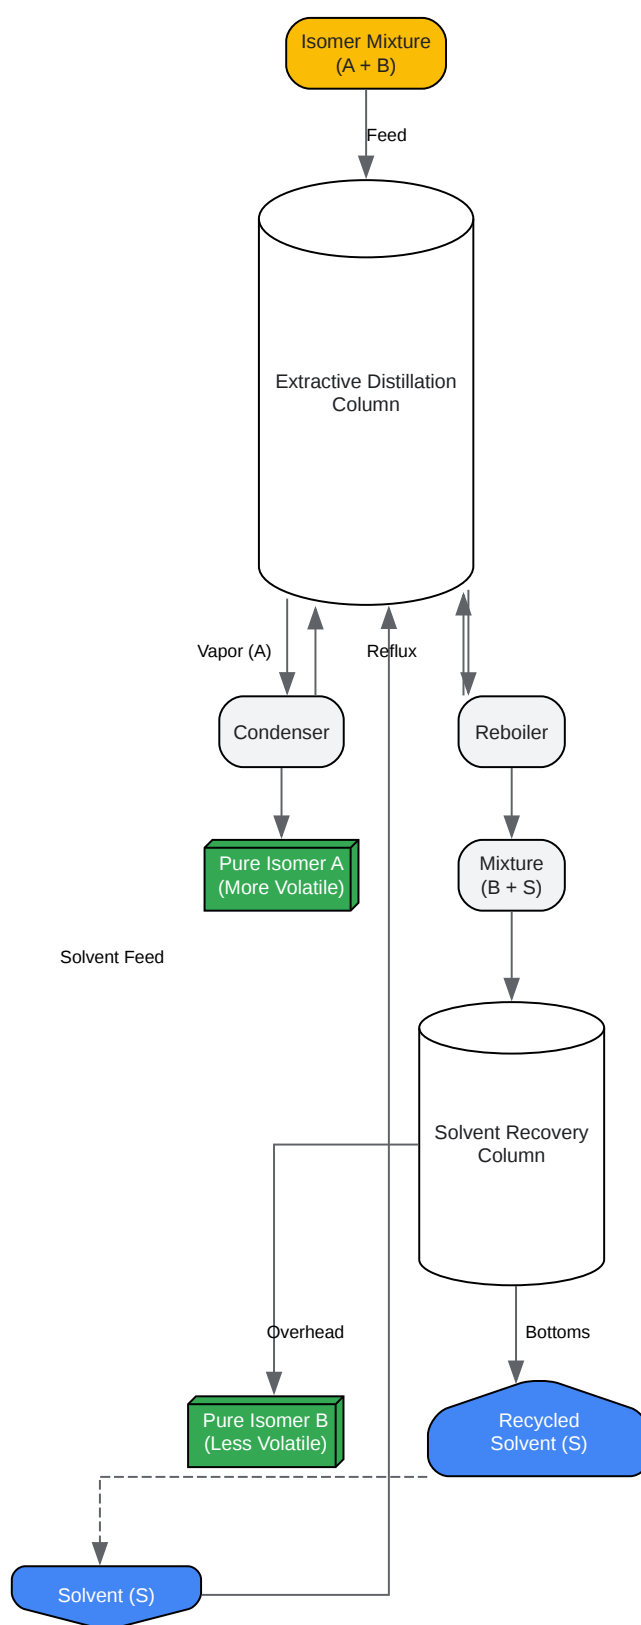 Isomer Mixture
(A + B)
Feed
Extractive Distillation
Column
Vapor (A)
Reflux
Condenser
Reboiler
Pure Isomer A
(More Volatile)
Mixture
(B + S)
Solvent Feed
Solvent Recovery
Column
Overhead
Bottoms
Pure Isomer B
(Less Volatile)
Recycled
Solvent (S)
Solvent (S)